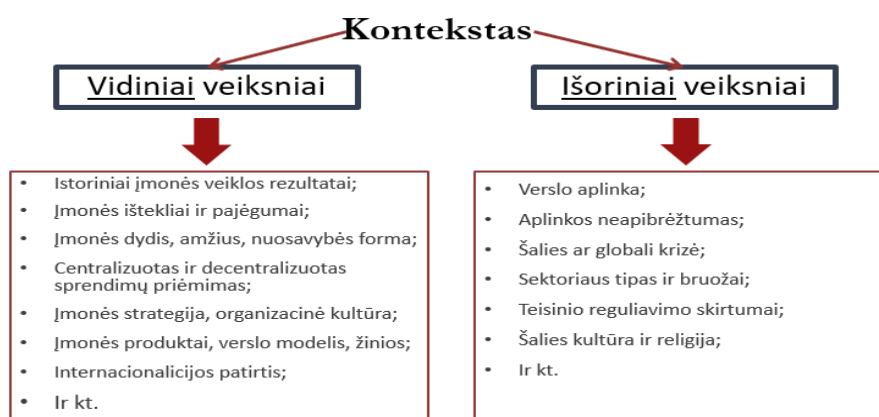 Kontekstas
Vidiniai veiksniai
• Istoriniai įmonės veiklos rezultatai;
• Įmonės ištekliai ir pajėgumai;
• Įmonės dydis, amžius, nuosavybės forma;
• Centralizuotas ir decentralizuotas
sprendimų priėmimas;
• Įmonės strategija, organizacinė kultūra;
• Įmonės produktai, verslo modelis, žinios;
• Internacionalicijos patirtis;
• Ir kt.
Išoriniai veiksniai
• Verslo aplinka;
• Aplinkos neapibrėžtumas;
• Šalies ar globali krizė;
• Sektoriaus tipas ir bruožai;
• Teisinio reguliavimo skirtumai;
• Šalies kultūra ir religija;
• Ir kt.